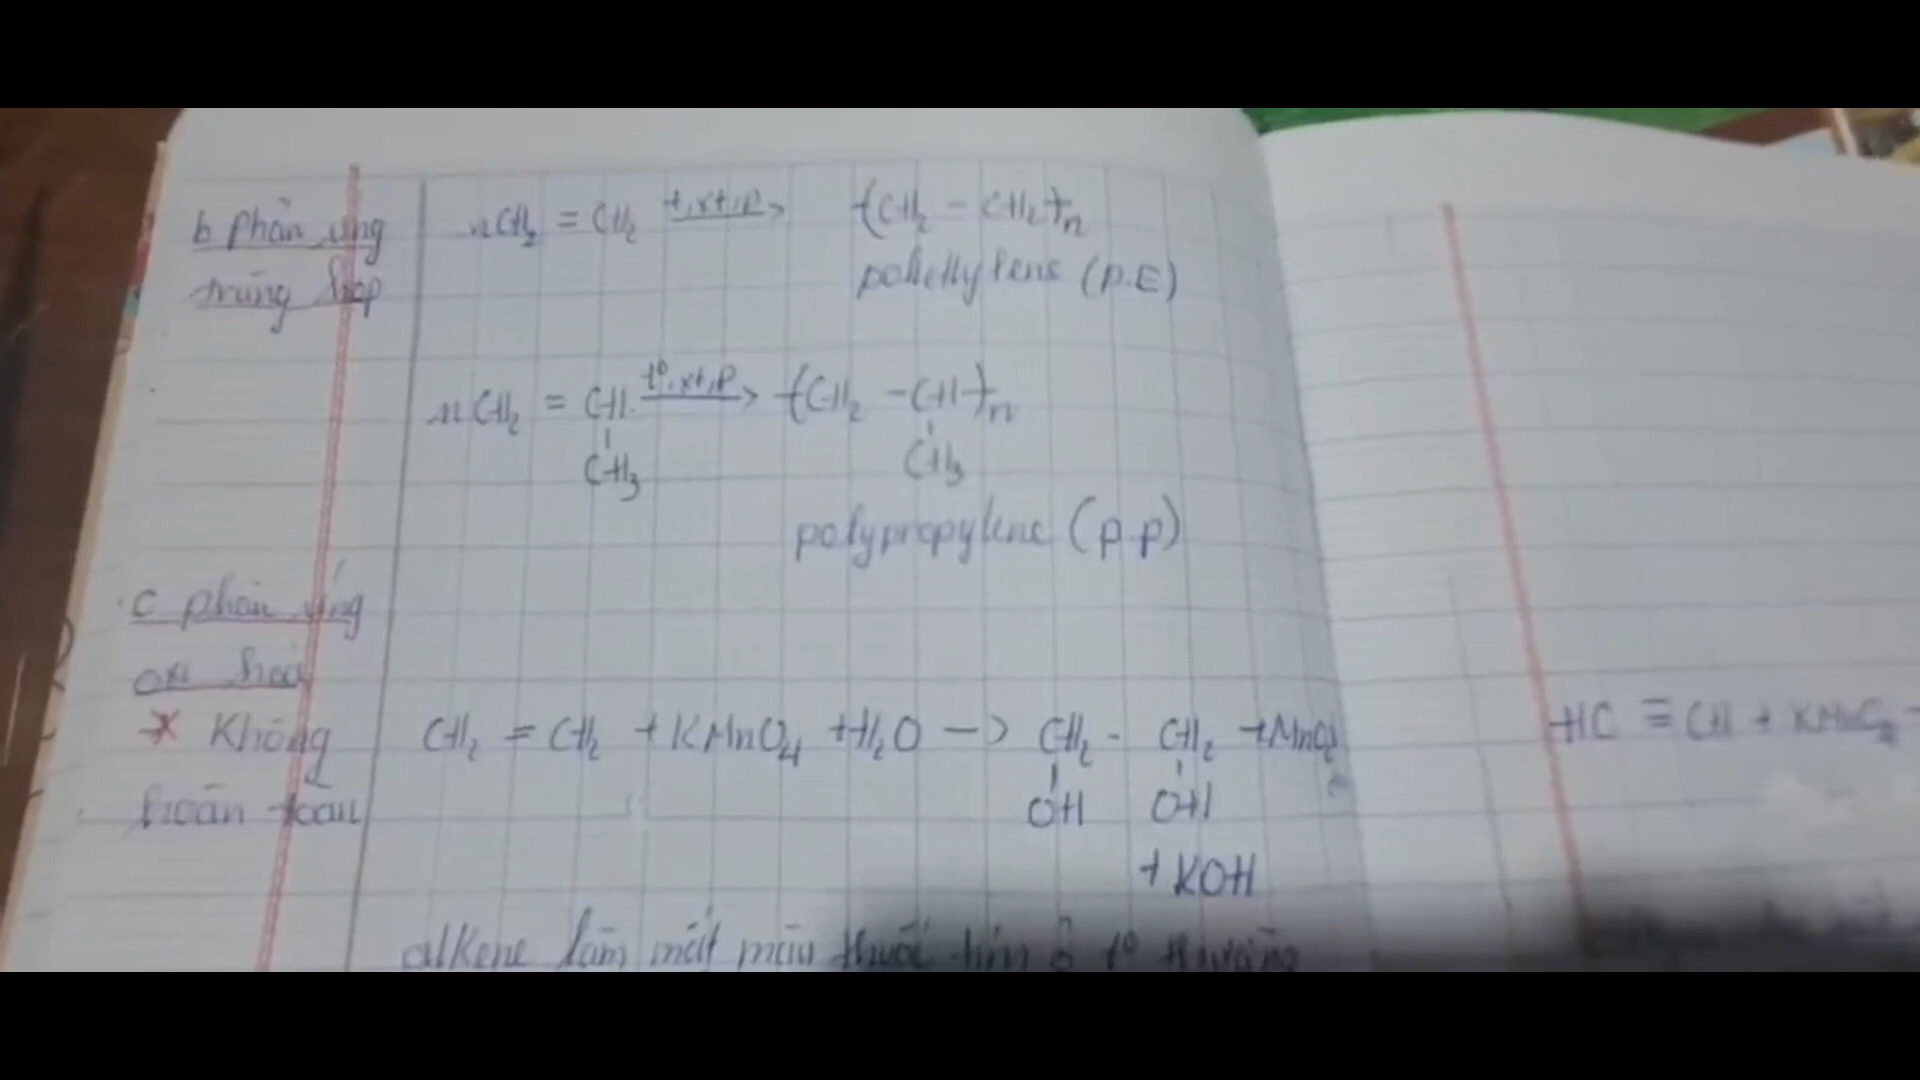 b phản ứng
trùng hợp
nCH₂ = CH₂ t, xt, p → (CH₂ - CH₂)n
poliethylene (P.E)
nCH₂ = CH t°, xt, p → (CH₂ - CH)n
CH₃ CH₃
polypropylene (p.p)
c phản ứng
oxi hoá
* Không
hoàn toàn
CH₂ = CH₂ + KMnO₄ + H₂O → CH₂ - CH₂ + MnO₂
OH OH
+ KOH
alkene làm mất màu thuốc tím ở t° thường
HC ≡ CH + KMnO₄